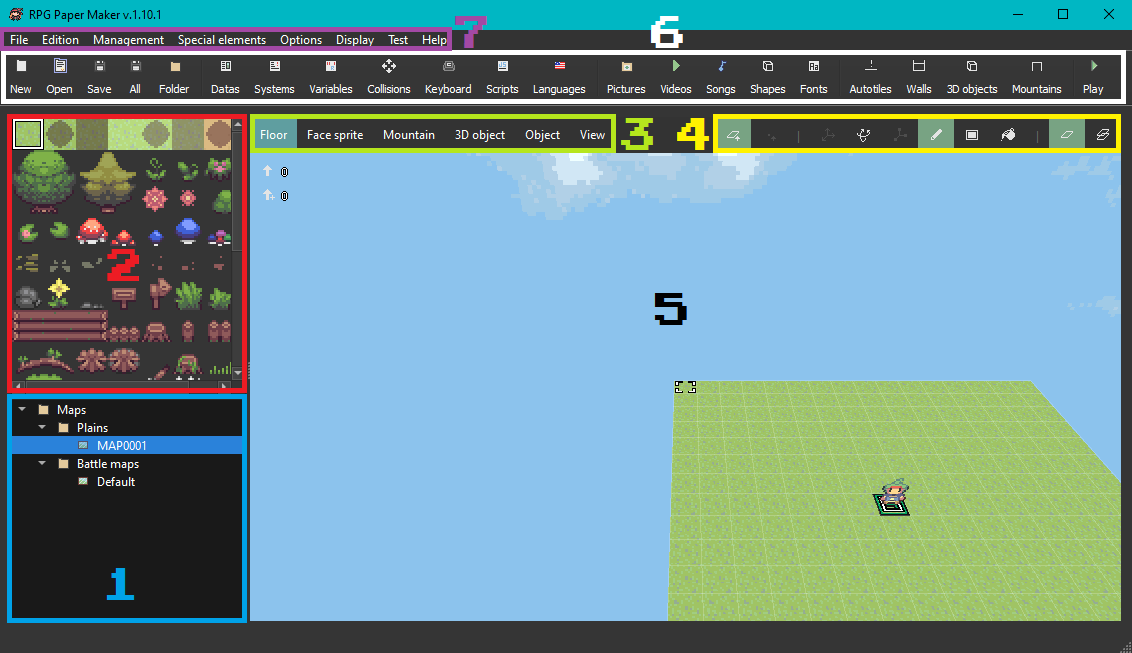 RPG Paper Maker v.1.10.1
File Edition Management Special elements Options Display Test Help 7 6
New Open Save All Folder Datas Systems Variables Collisions Keyboard Scripts Languages Pictures Videos Songs Shapes Fonts Autotiles Walls 3D objects Mountains Play
Floor Face sprite Mountain 3D object Object View 3 4
0
0
2
5
Maps
Plains
MAP0001
Battle maps
Default
1